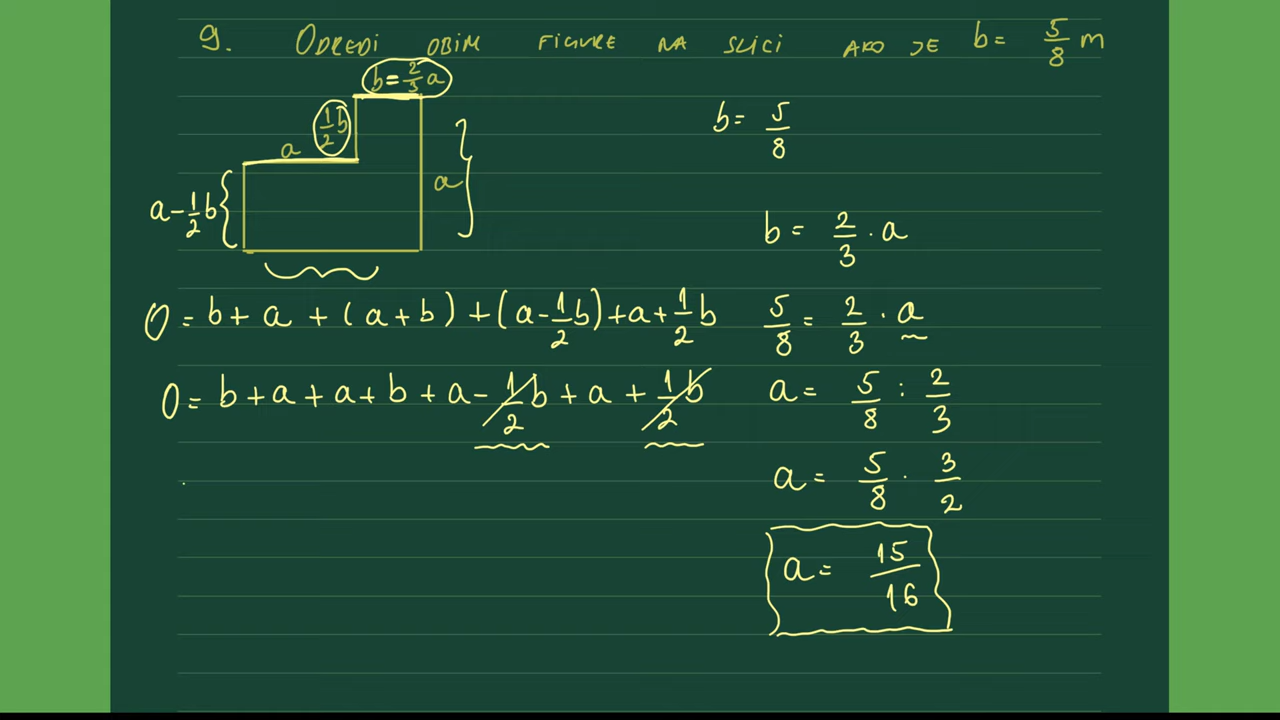 9. ODREDI OBIM FIGURE NA SLICI AKO JE b = 5/8 m
b = 2/3 a
1/2 b
a
a - 1/2 b
a
O = b + a + (a + b) + (a - 1/2 b) + a + 1/2 b
O = b + a + a + b + a - 1/2 b + a + 1/2 b
b = 5/8
b = 2/3 · a
5/8 = 2/3 · a
a = 5/8 : 2/3
a = 5/8 · 3/2
a = 15/16